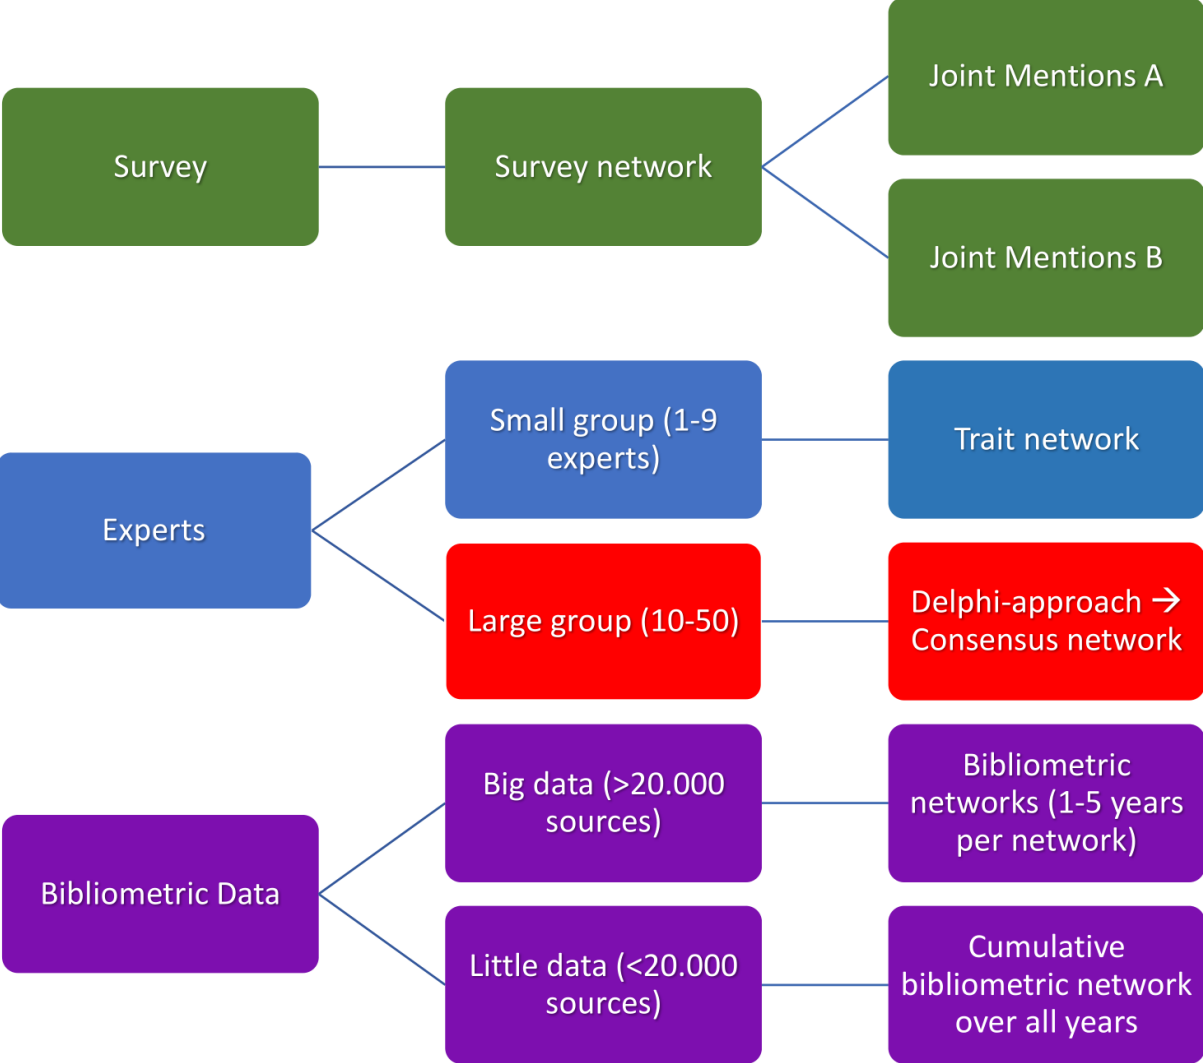 Survey
Survey network
Joint Mentions A
Joint Mentions B
Experts
Small group (1-9
experts)
Trait network
Large group (10-50)
Delphi-approach →
Consensus network
Bibliometric Data
Big data (>20.000
sources)
Bibliometric
networks (1-5 years
per network)
Little data (<20.000
sources)
Cumulative
bibliometric network
over all years